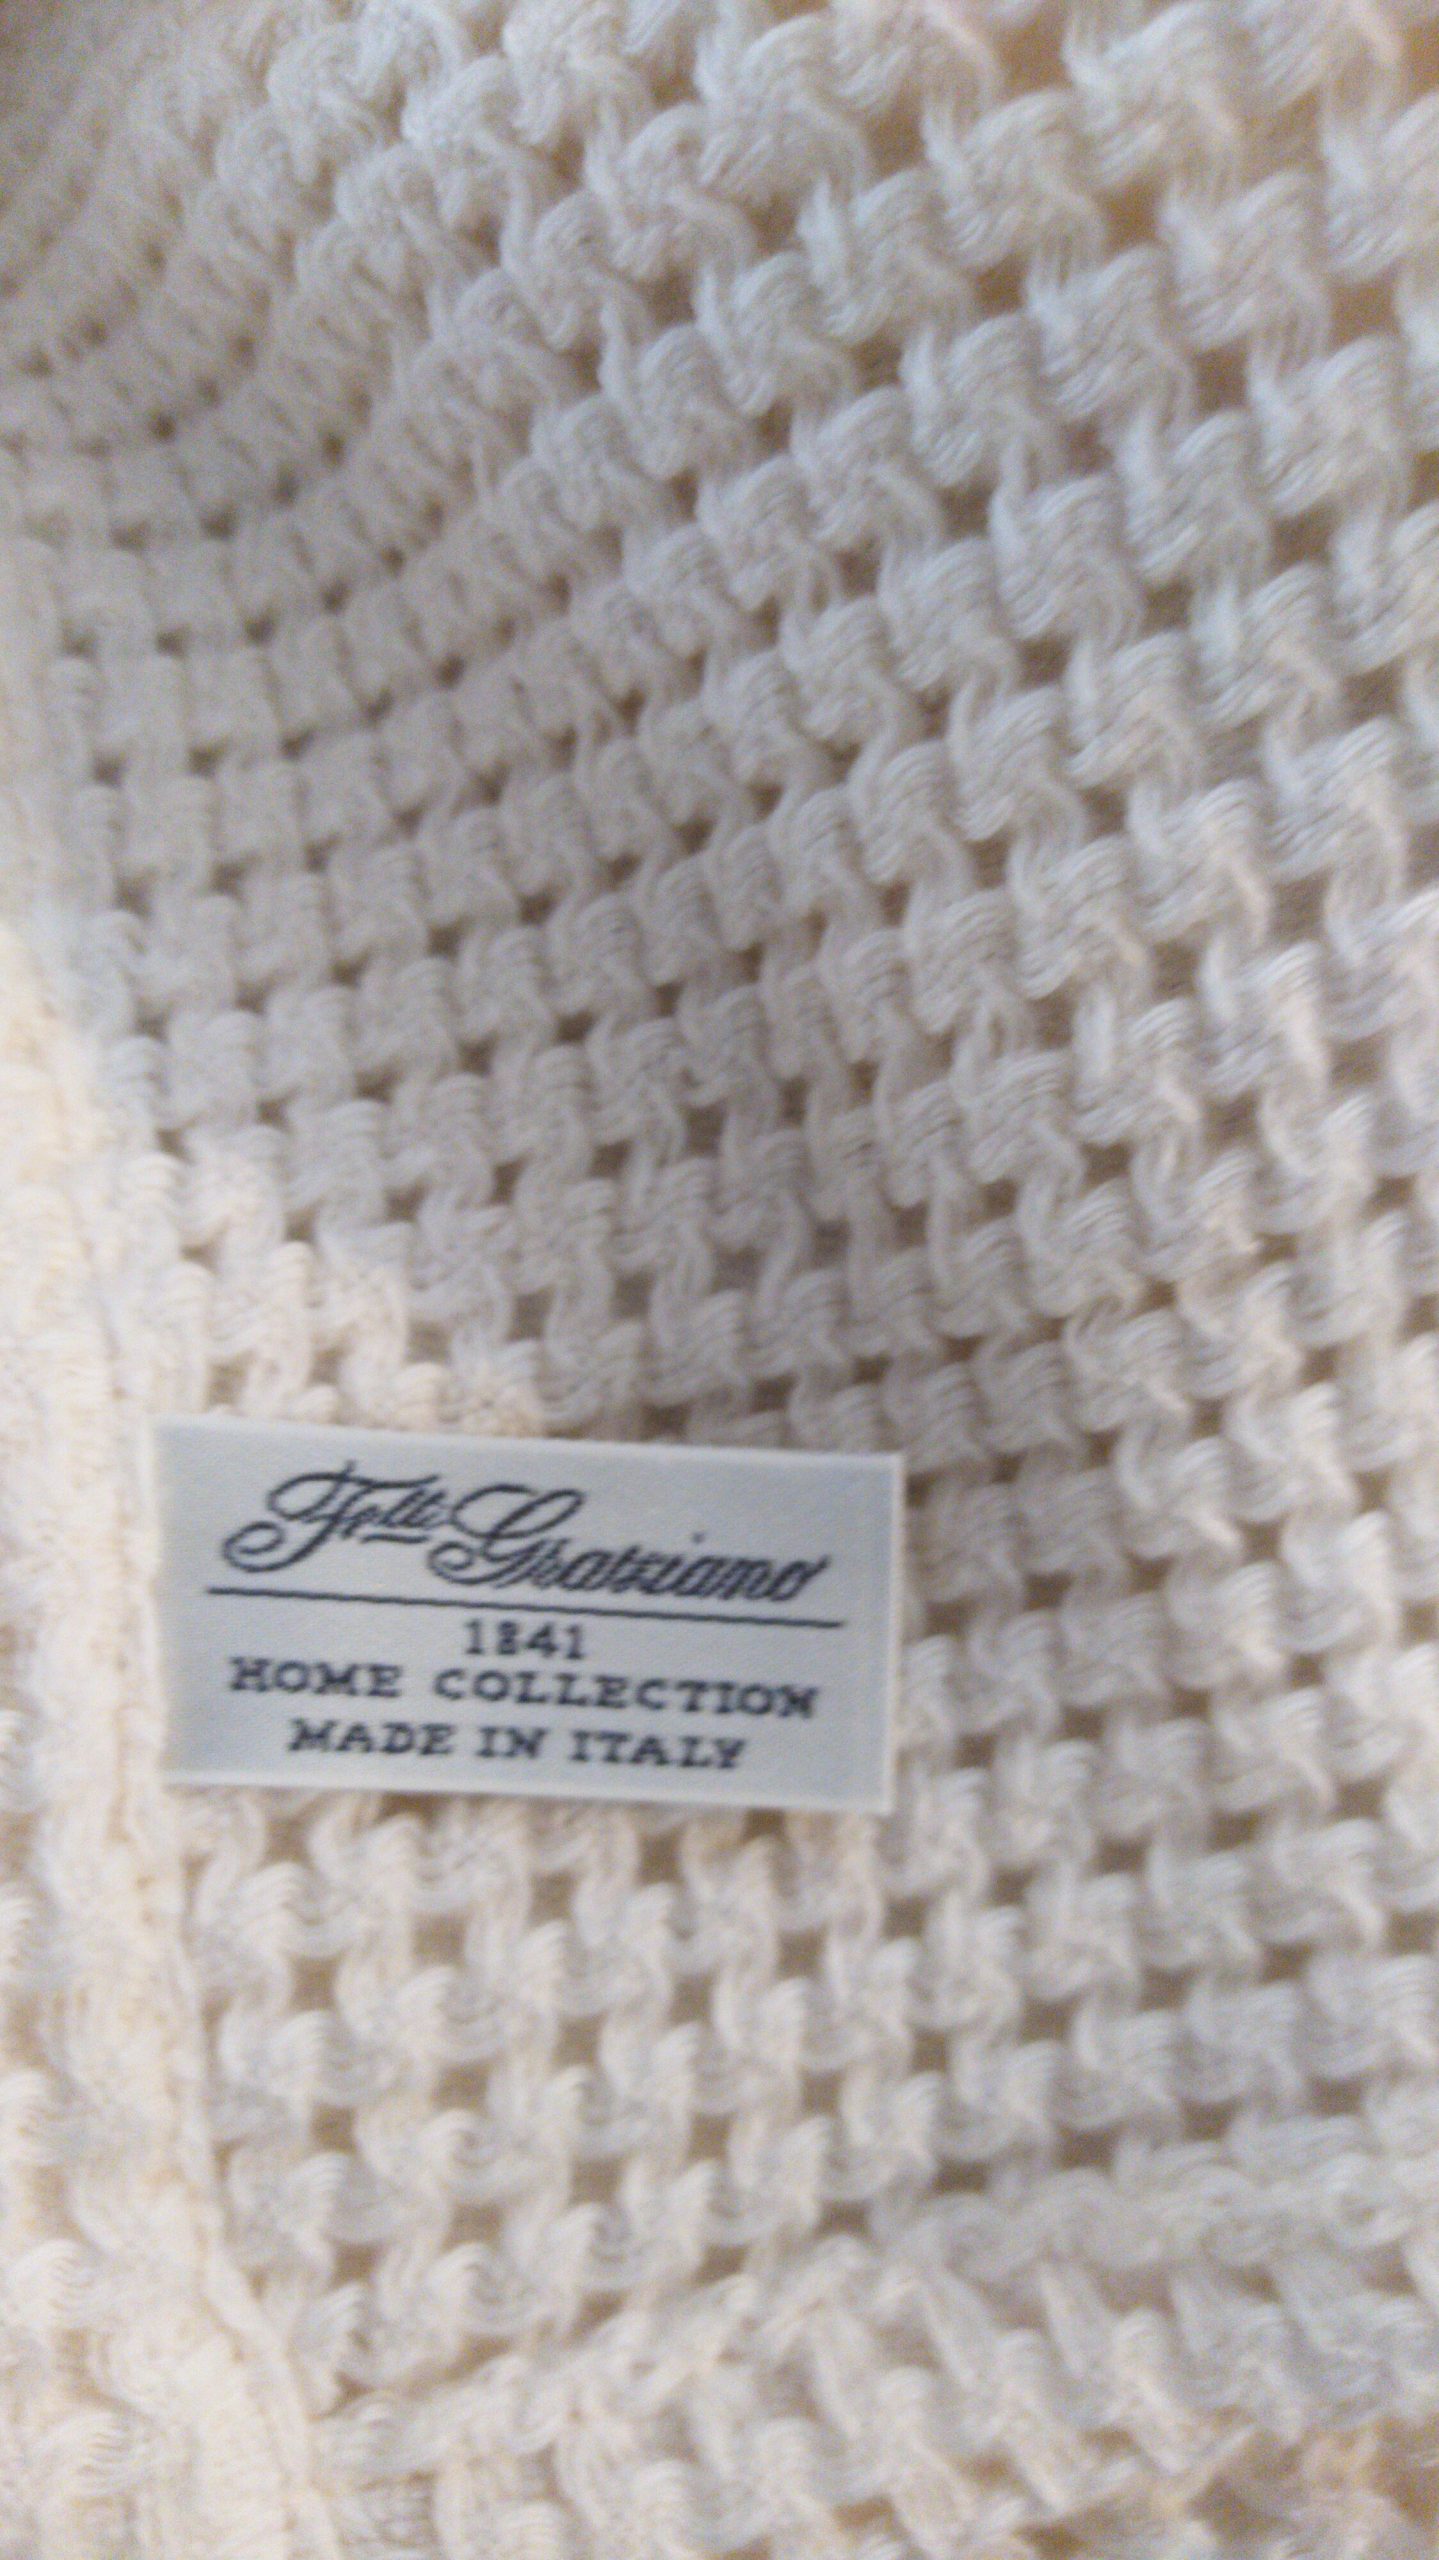 F.lli Graziano
1841
HOME COLLECTION
MADE IN ITALY